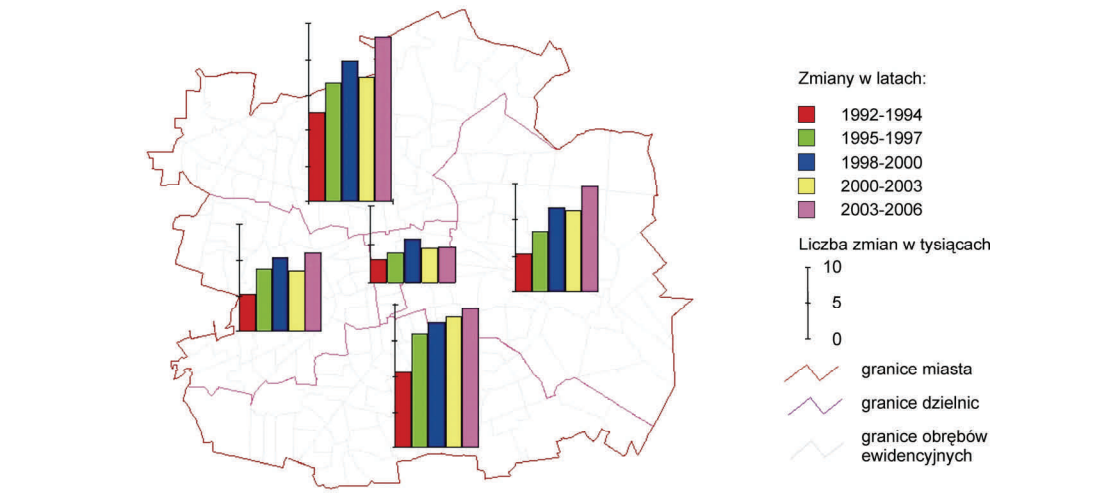 Zmiany w latach:
1992-1994
1995-1997
1998-2000
2000-2003
2003-2006
Liczba zmian w tysiącach
10
5
0
granice miasta
granice dzielnic
granice obrębów
ewidencyjnych